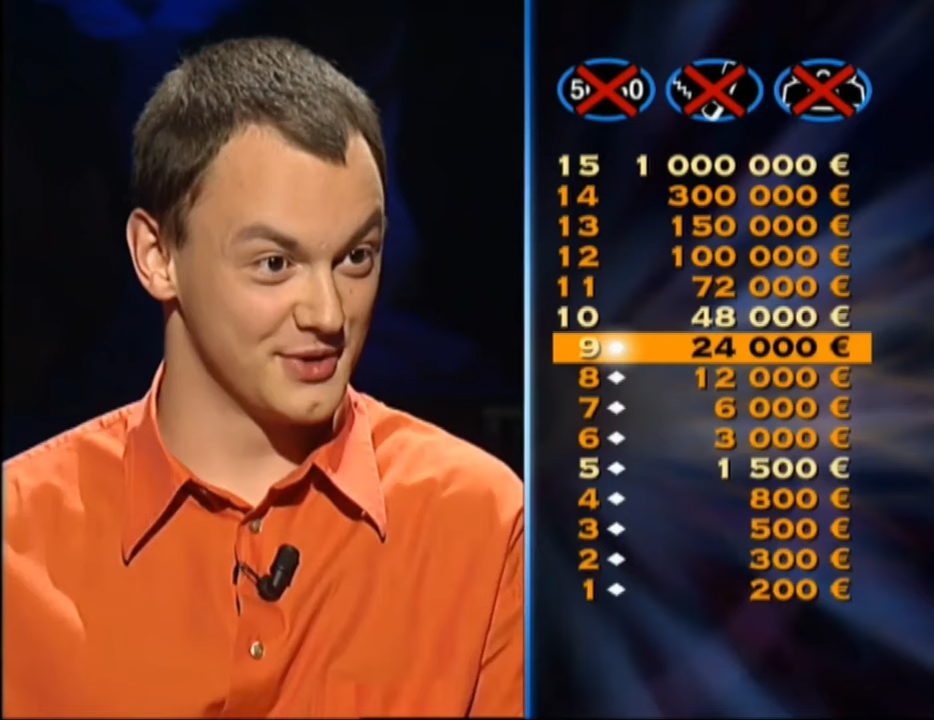 15 1 000 000 €
14 300 000 €
13 150 000 €
12 100 000 €
11 72 000 €
10 48 000 €
9 24 000 €
8 12 000 €
7 6 000 €
6 3 000 €
5 1 500 €
4 800 €
3 500 €
2 300 €
1 200 €